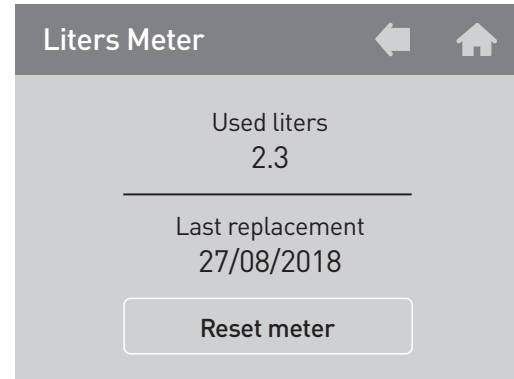 Liters Meter
Used liters
2.3
Last replacement
27/08/2018
Reset meter